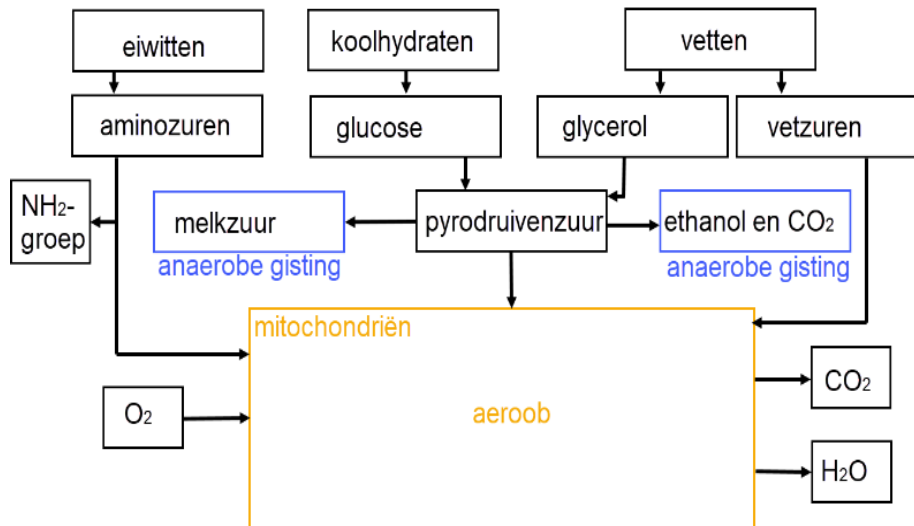 eiwitten
koolhydraten
vetten
aminozuren
glucose
glycerol
vetzuren
NH₂-
groep
melkzuur
pyrodruivenzuur
ethanol en CO₂
anaerobe gisting
anaerobe gisting
mitochondriën
O₂
aeroob
CO₂
H₂O